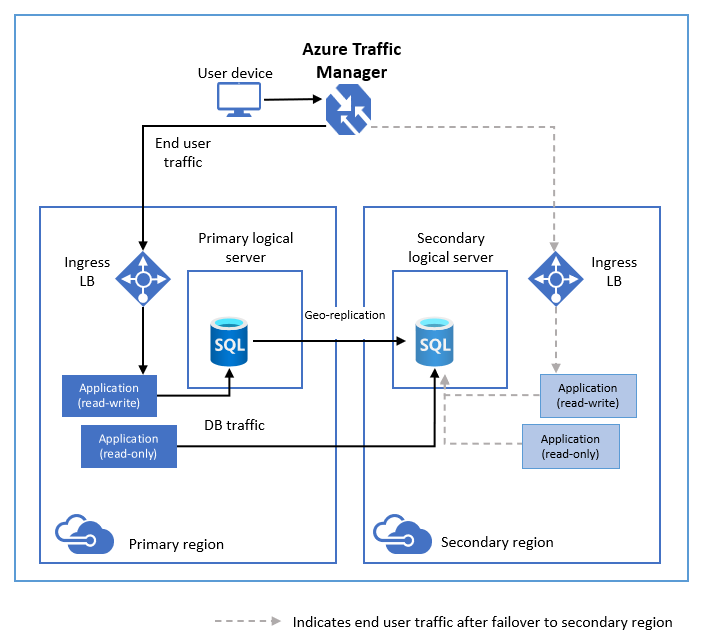 Azure Traffic
Manager
User device
End user
traffic
Ingress
LB
Primary logical
server
SQL
Geo-replication
Secondary
logical server
SQL
Ingress
LB
Application
(read-write)
Application
(read-only)
DB traffic
Application
(read-write)
Application
(read-only)
Primary region
Secondary region
Indicates end user traffic after failover to secondary region